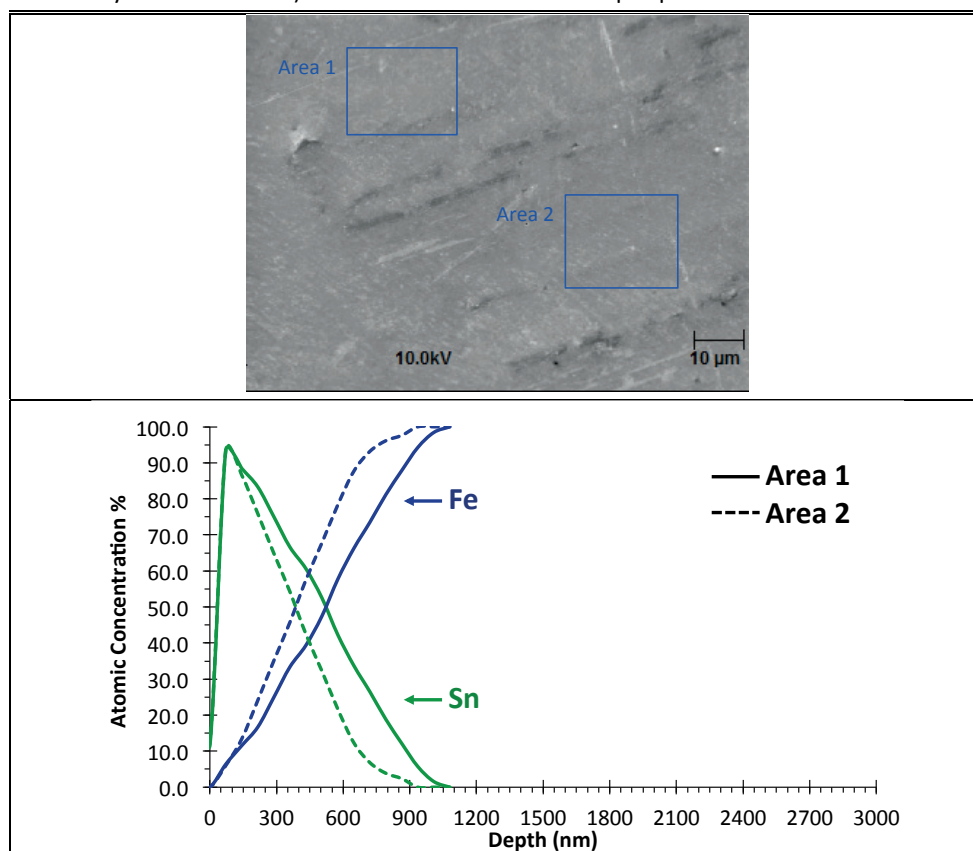 Area 1
Area 2
10.0kV
10 µm
100.0
90.0
80.0
70.0
60.0
50.0
40.0
30.0
20.0
10.0
0.0
Atomic Concentration %
Area 1
Area 2
Fe
Sn
0 300 600 900 1200 1500 1800 2100 2400 2700 3000
Depth (nm)